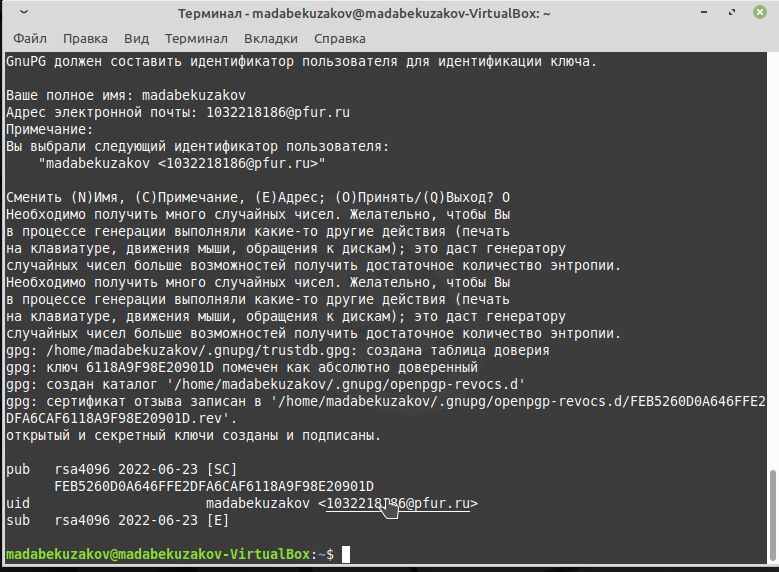 Терминал - madabekuzakov@madabekuzakov-VirtualBox: ~
Файл Правка Вид Терминал Вкладки Справка
GnuPG должен составить идентификатор пользователя для идентификации ключа.
Ваше полное имя: madabekuzakov
Адрес электронной почты: 1032218186@pfur.ru
Примечание:
Вы выбрали следующий идентификатор пользователя:
"madabekuzakov <1032218186@pfur.ru>"
Сменить (N)Имя, (C)Примечание, (E)Адрес; (O)Принять/(Q)Выход? O
Необходимо получить много случайных чисел. Желательно, чтобы Вы
в процессе генерации выполняли какие-то другие действия (печать
на клавиатуре, движения мыши, обращения к дискам); это даст генератору
случайных чисел больше возможностей получить достаточное количество энтропии.
Необходимо получить много случайных чисел. Желательно, чтобы Вы
в процессе генерации выполняли какие-то другие действия (печать
на клавиатуре, движения мыши, обращения к дискам); это даст генератору
случайных чисел больше возможностей получить достаточное количество энтропии.
gpg: /home/madabekuzakov/.gnupg/trustdb.gpg: создана таблица доверия
gpg: ключ 6118A9F98E20901D помечен как абсолютно доверенный
gpg: создан каталог '/home/madabekuzakov/.gnupg/openpgp-revocs.d'
gpg: сертификат отзыва записан в '/home/madabekuzakov/.gnupg/openpgp-revocs.d/FEB5260D0A646FFE2
DFA6CAF6118A9F98E20901D.rev'.
открытый и секретный ключи созданы и подписаны.
pub rsa4096 2022-06-23 [SC]
FEB5260D0A646FFE2DFA6CAF6118A9F98E20901D
uid madabekuzakov <1032218186@pfur.ru>
sub rsa4096 2022-06-23 [E]
madabekuzakov@madabekuzakov-VirtualBox:~$